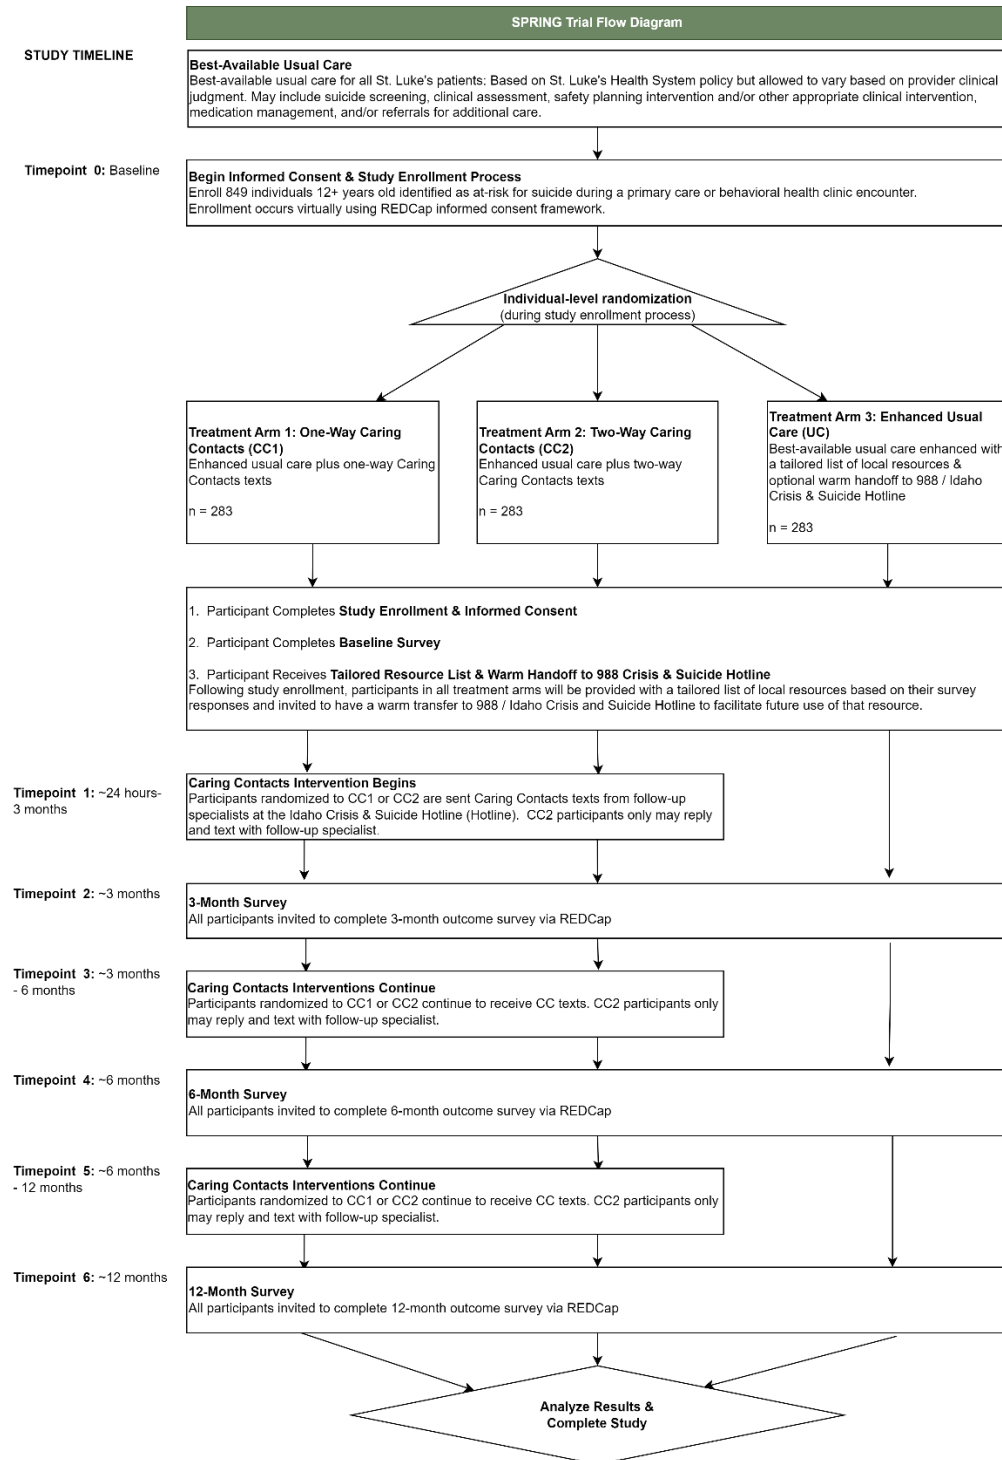 SPRING Trial Flow Diagram
STUDY TIMELINE
Best-Available Usual Care
Best-available usual care for all St. Luke's patients: Based on St. Luke's Health System policy but allowed to vary based on provider clinical
judgment. May include suicide screening, clinical assessment, safety planning intervention and/or other appropriate clinical intervention,
medication management, and/or referrals for additional care.
Timepoint 0: Baseline
Begin Informed Consent & Study Enrollment Process
Enroll 849 individuals 12+ years old identified as at-risk for suicide during a primary care or behavioral health clinic encounter.
Enrollment occurs virtually using REDCap informed consent framework.
Individual-level randomization
(during study enrollment process)
Treatment Arm 1: One-Way Caring
Contacts (CC1)
Enhanced usual care plus one-way Caring
Contacts texts
n = 283
Treatment Arm 2: Two-Way Caring
Contacts (CC2)
Enhanced usual care plus two-way
Caring Contacts texts
n = 283
Treatment Arm 3: Enhanced Usual
Care (UC)
Best-available usual care enhanced with
a tailored list of local resources &
optional warm handoff to 988 / Idaho
Crisis & Suicide Hotline
n = 283
1. Participant Completes Study Enrollment & Informed Consent
2. Participant Completes Baseline Survey
3. Participant Receives Tailored Resource List & Warm Handoff to 988 Crisis & Suicide Hotline
Following study enrollment, participants in all treatment arms will be provided with a tailored list of local resources based on their survey
responses and invited to have a warm transfer to 988 / Idaho Crisis and Suicide Hotline to facilitate future use of that resource.
Timepoint 1: ~24 hours-
3 months
Caring Contacts Intervention Begins
Participants randomized to CC1 or CC2 are sent Caring Contacts texts from follow-up
specialists at the Idaho Crisis & Suicide Hotline (Hotline). CC2 participants only may reply
and text with follow-up specialist.
Timepoint 2: ~3 months
3-Month Survey
All participants invited to complete 3-month outcome survey via REDCap
Timepoint 3: ~3 months
- 6 months
Caring Contacts Interventions Continue
Participants randomized to CC1 or CC2 continue to receive CC texts. CC2 participants only
may reply and text with follow-up specialist.
Timepoint 4: ~6 months
6-Month Survey
All participants invited to complete 6-month outcome survey via REDCap
Timepoint 5: ~6 months
- 12 months
Caring Contacts Interventions Continue
Participants randomized to CC1 or CC2 continue to receive CC texts. CC2 participants only
may reply and text with follow-up specialist.
Timepoint 6: ~12 months
12-Month Survey
All participants invited to complete 12-month outcome survey via REDCap
Analyze Results &
Complete Study